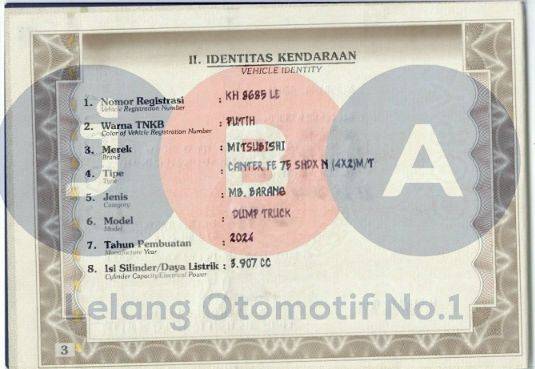 II. IDENTITAS KENDARAAN
VEHICLE IDENTITY
1. Nomor Registrasi : KH 8685 LE
Vehicle Registration Number
2. Warna TNKB : PUTIH
Color of Vehicle Registration Number
3. Merek : MITSUBISHI
Brand
4. Tipe : CANTER FE 75 SHDX N (4X2)M/T
Type
5. Jenis : MB. BARANG
Category
6. Model : DUMP TRUCK
Model
7. Tahun Pembuatan : 2024
Manufacture Year
8. Isi Silinder/Daya Listrik : 3.907 CC
Cylinder Capacity/Electrical Power
JBA
Lelang Otomotif No.1
3